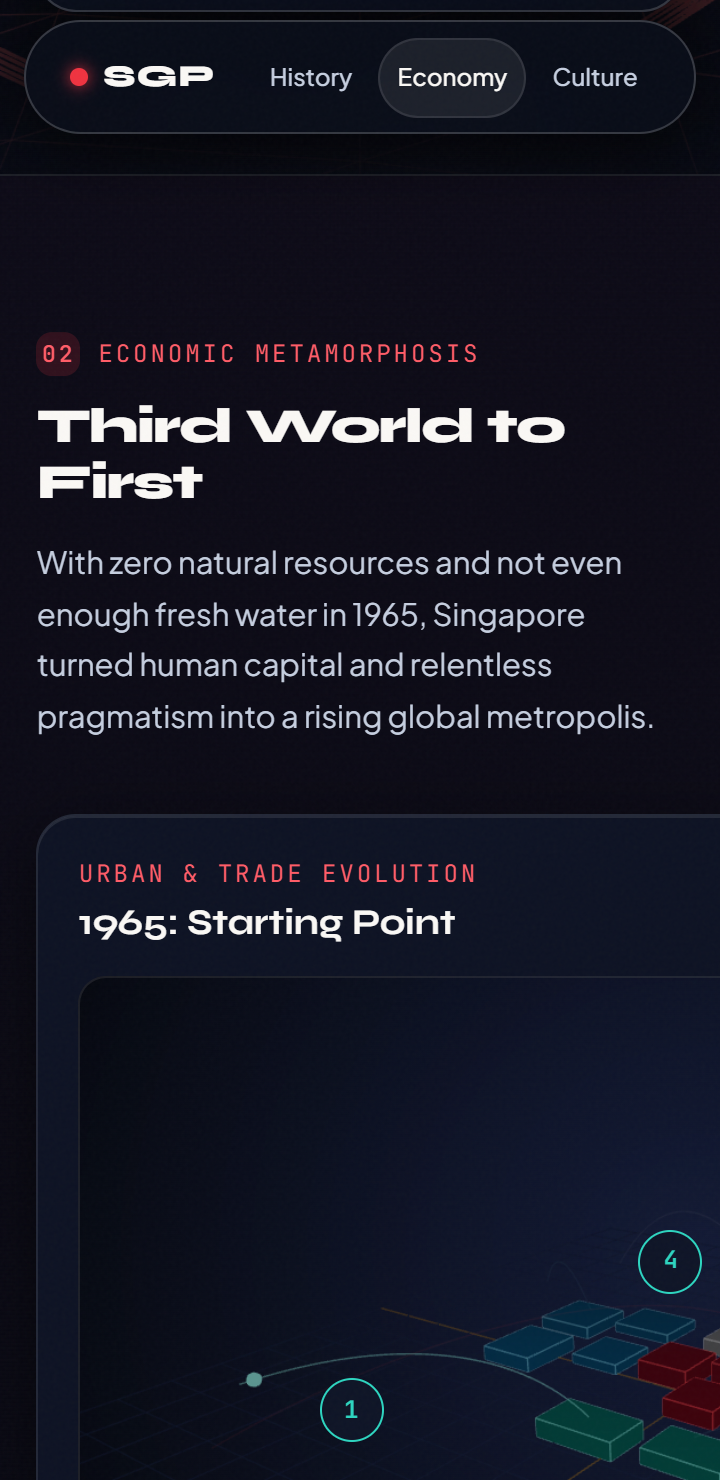 SGP
History
Economy
Culture
02 ECONOMIC METAMORPHOSIS
Third World to
First
With zero natural resources and not even
enough fresh water in 1965, Singapore
turned human capital and relentless
pragmatism into a rising global metropolis.
URBAN & TRADE EVOLUTION
1965: Starting Point
4
1